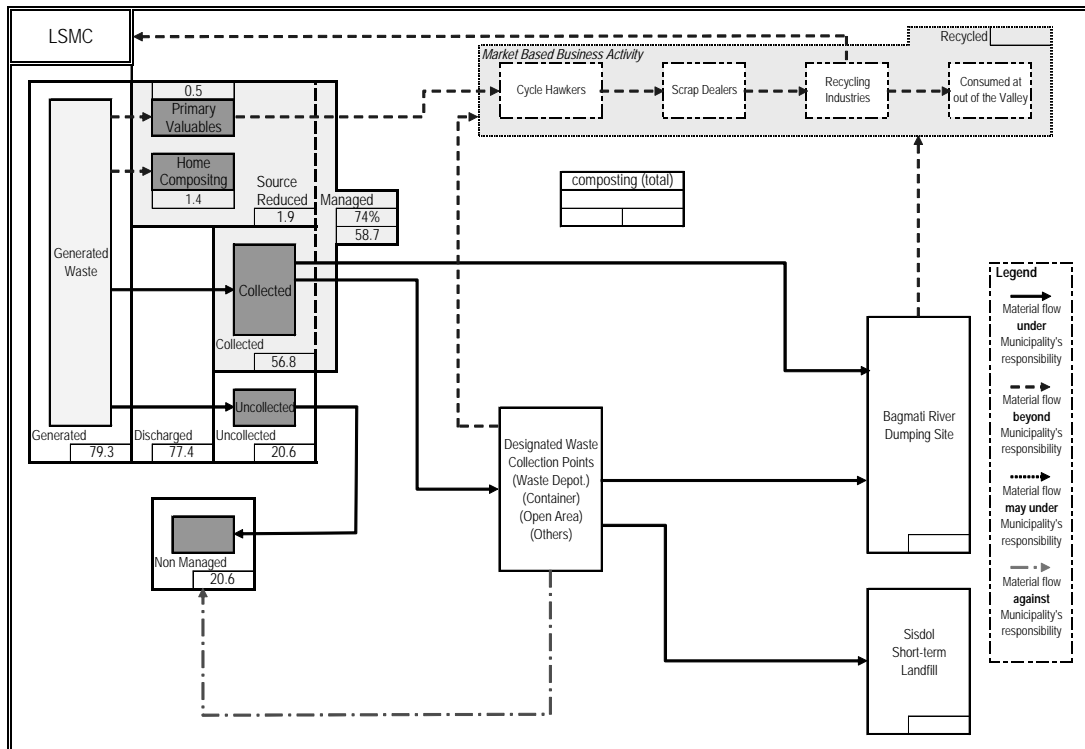 LSMC
Recycled
Market Based Business Activity
Cycle Hawkers
Scrap Dealers
Recycling
Industries
Consumed at
out of the Valley
0.5
Primary
Valuables
Home
Compositng
1.4
Source
Reduced
1.9
Managed
74%
58.7
composting (total)
Generated
Waste
Collected
Collected
56.8
Uncollected
Generated
79.3
Discharged
77.4
Uncollected
20.6
Non Managed
20.6
Designated Waste
Collection Points
(Waste Depot.)
(Container)
(Open Area)
(Others)
Bagmati River
Dumping Site
Sisdol
Short-term
Landfill
Legend
Material flow
under
Municipality's
responsibility
Material flow
beyond
Municipality's
responsibility
Material flow
may under
Municipality's
responsibility
Material flow
against
Municipality's
responsibility